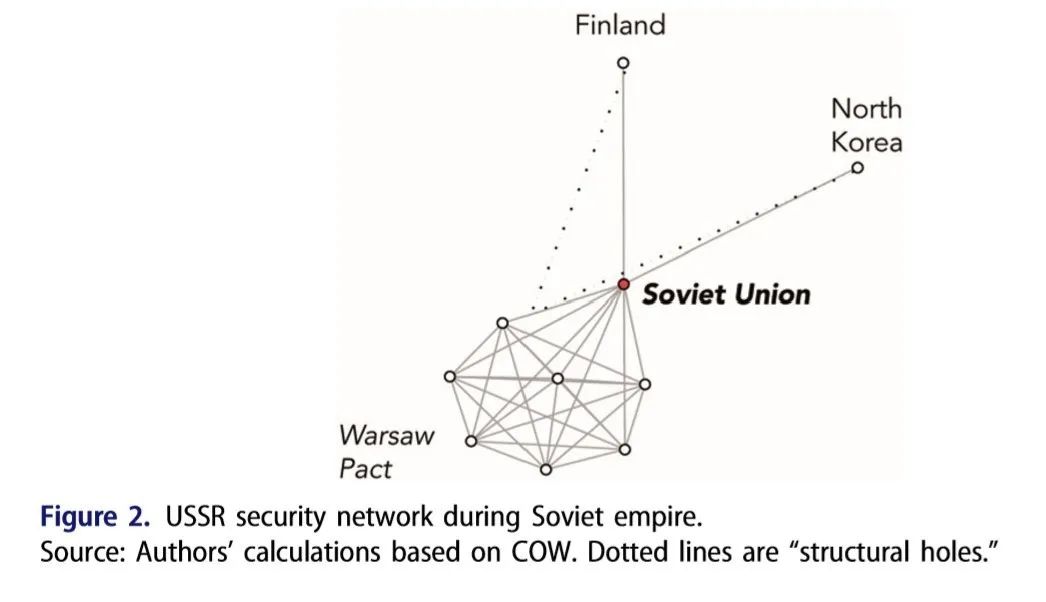 Finland
North
Korea
Soviet Union
Warsaw
Pact
Figure 2. USSR security network during Soviet empire.
Source: Authors’ calculations based on COW. Dotted lines are “structural holes.”